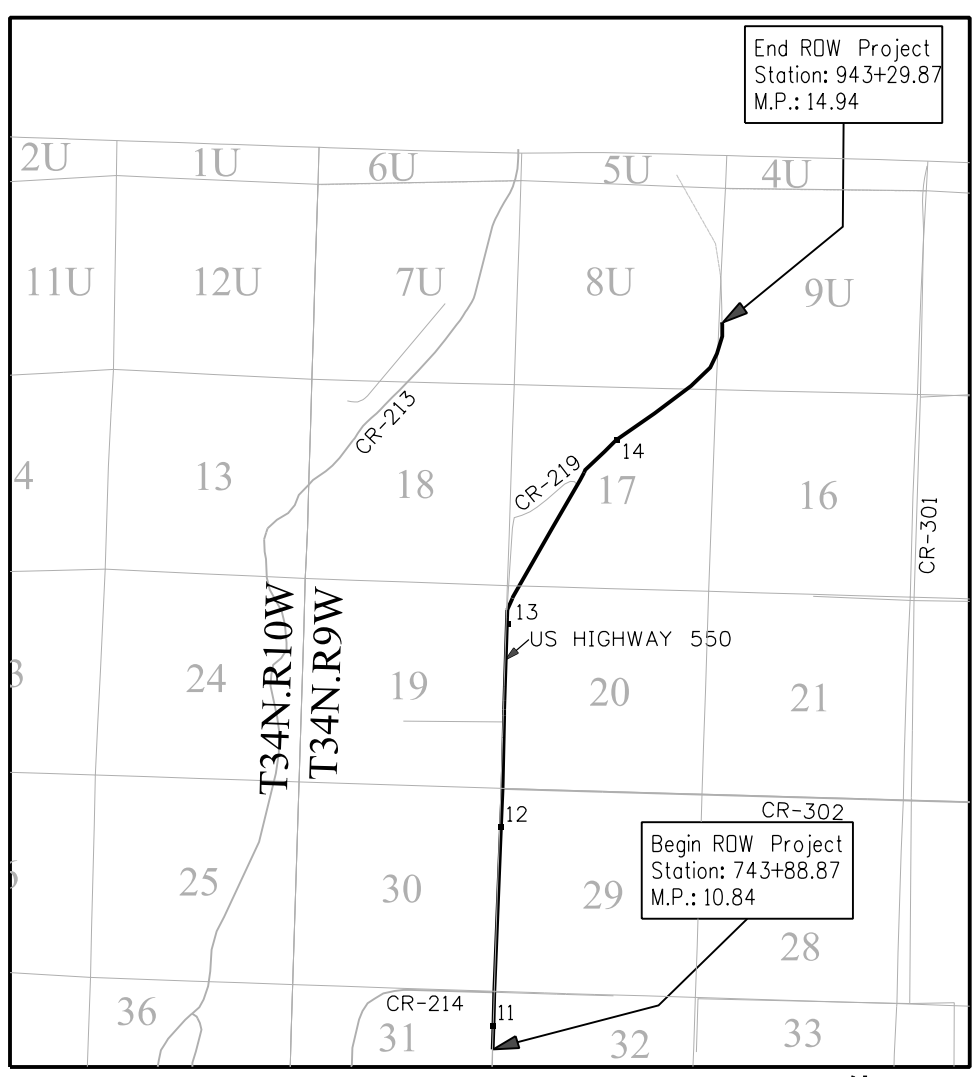 End ROW Project
Station: 943+29.87
M.P.: 14.94
2U
1U
6U
5U
4U
11U
12U
7U
8U
9U
CR-213
14
4
13
18
CR-219
17
16
CR-301
T34N.R10W
T34N.R9W
13
US HIGHWAY 550
3
24
19
20
21
12
CR-302
Begin ROW Project
Station: 743+88.87
M.P.: 10.84
25
30
29
28
36
CR-214
11
31
32
33